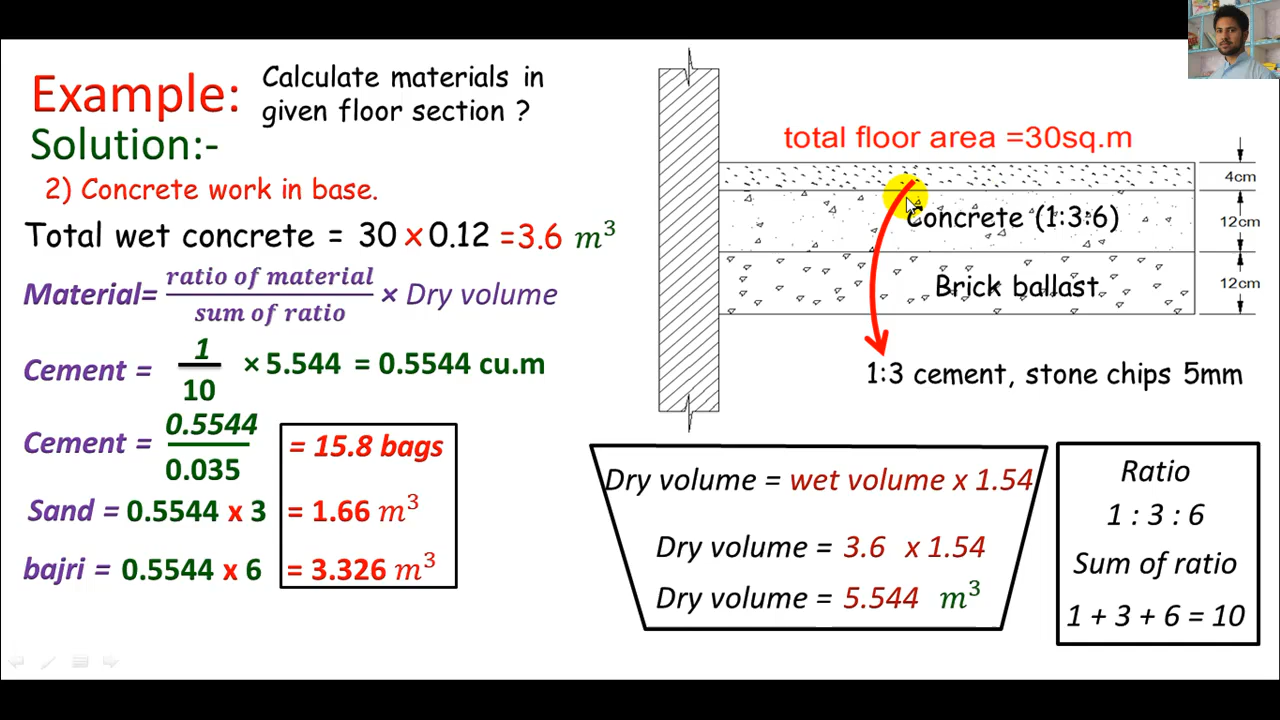 Example:
Calculate materials in
given floor section ?
Solution:-
2) Concrete work in base.
Total wet concrete = 30 x 0.12 =3.6 m³
Material= ratio of material / sum of ratio × Dry volume
Cement = 1 / 10 × 5.544 = 0.5544 cu.m
Cement = 0.5544 / 0.035 = 15.8 bags
Sand = 0.5544 x 3 = 1.66 m³
bajri = 0.5544 x 6 = 3.326 m³
total floor area =30sq.m
4cm
Concrete (1:3:6)
12cm
Brick ballast
12cm
1:3 cement, stone chips 5mm
Dry volume = wet volume x 1.54
Dry volume = 3.6 x 1.54
Dry volume = 5.544 m³
Ratio
1 : 3 : 6
Sum of ratio
1 + 3 + 6 = 10